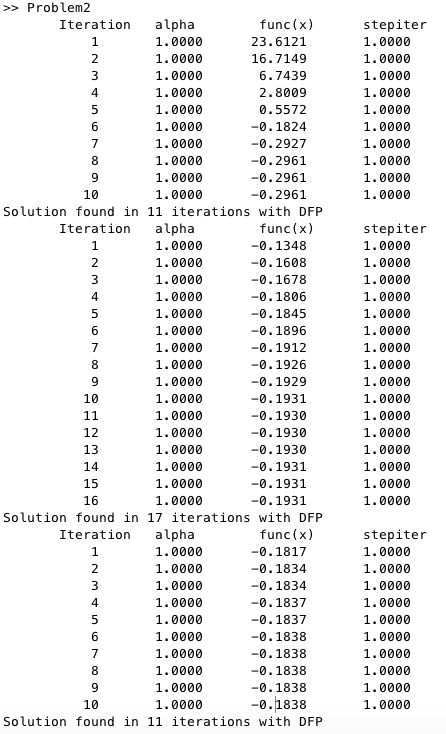 >> Problem2
Iteration alpha func(x) stepiter
1 1.0000 23.6121 1.0000
2 1.0000 16.7149 1.0000
3 1.0000 6.7439 1.0000
4 1.0000 2.8009 1.0000
5 1.0000 0.5572 1.0000
6 1.0000 -0.1824 1.0000
7 1.0000 -0.2927 1.0000
8 1.0000 -0.2961 1.0000
9 1.0000 -0.2961 1.0000
10 1.0000 -0.2961 1.0000
Solution found in 11 iterations with DFP
Iteration alpha func(x) stepiter
1 1.0000 -0.1348 1.0000
2 1.0000 -0.1608 1.0000
3 1.0000 -0.1678 1.0000
4 1.0000 -0.1806 1.0000
5 1.0000 -0.1845 1.0000
6 1.0000 -0.1896 1.0000
7 1.0000 -0.1912 1.0000
8 1.0000 -0.1926 1.0000
9 1.0000 -0.1929 1.0000
10 1.0000 -0.1931 1.0000
11 1.0000 -0.1930 1.0000
12 1.0000 -0.1930 1.0000
13 1.0000 -0.1930 1.0000
14 1.0000 -0.1931 1.0000
15 1.0000 -0.1931 1.0000
16 1.0000 -0.1931 1.0000
Solution found in 17 iterations with DFP
Iteration alpha func(x) stepiter
1 1.0000 -0.1817 1.0000
2 1.0000 -0.1834 1.0000
3 1.0000 -0.1834 1.0000
4 1.0000 -0.1837 1.0000
5 1.0000 -0.1837 1.0000
6 1.0000 -0.1838 1.0000
7 1.0000 -0.1838 1.0000
8 1.0000 -0.1838 1.0000
9 1.0000 -0.1838 1.0000
10 1.0000 -0.1838 1.0000
Solution found in 11 iterations with DFP